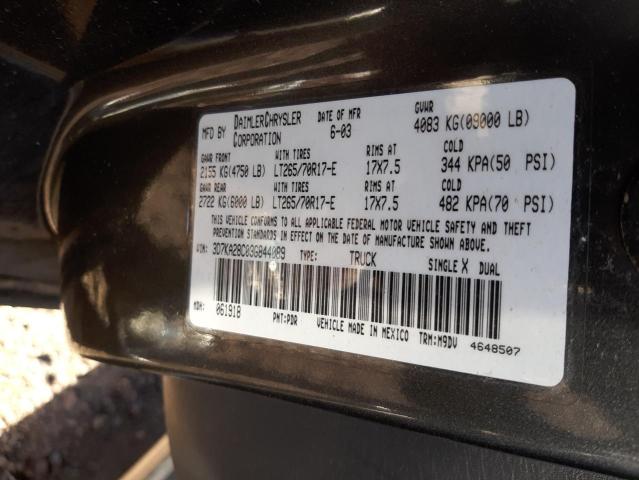 MFD BY DAIMLERCHRYSLER CORPORATION DATE OF MFR 6-03 GVWR 4083 KG(09000 LB)
GAWR FRONT WITH TIRES RIMS AT COLD
2155 KG(4750 LB) LT265/70R17-E 17X7.5 344 KPA(50 PSI)
GAWR REAR WITH TIRES RIMS AT COLD
2722 KG(6000 LB) LT265/70R17-E 17X7.5 482 KPA(70 PSI)
THIS VEHICLE CONFORMS TO ALL APPLICABLE FEDERAL MOTOR VEHICLE SAFETY AND THEFT
PREVENTION STANDARDS IN EFFECT ON THE DATE OF MANUFACTURE SHOWN ABOVE.
VIN: 3D7KA28C03G844089 TYPE: TRUCK SINGLE X DUAL
MDH: 061918 PNT:PDR VEHICLE MADE IN MEXICO TRM:M9DV 4648507